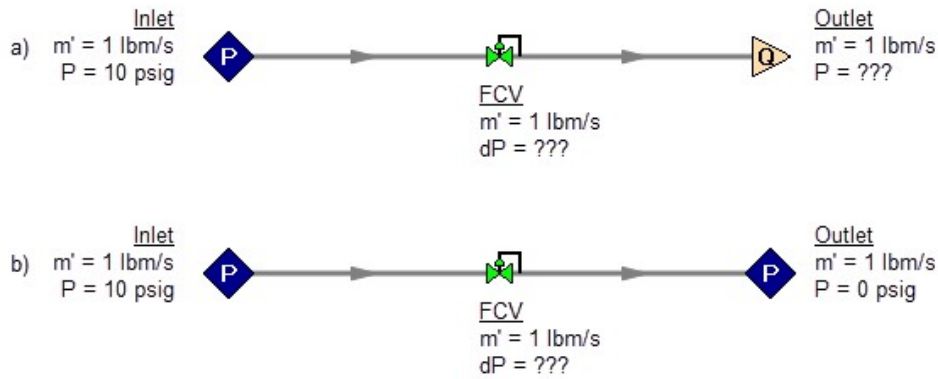 a)
Inlet
m' = 1 lbm/s
P = 10 psig
P
FCV
m' = 1 lbm/s
dP = ???
Q
Outlet
m' = 1 lbm/s
P = ???
b)
Inlet
m' = 1 lbm/s
P = 10 psig
P
FCV
m' = 1 lbm/s
dP = ???
P
Outlet
m' = 1 lbm/s
P = 0 psig